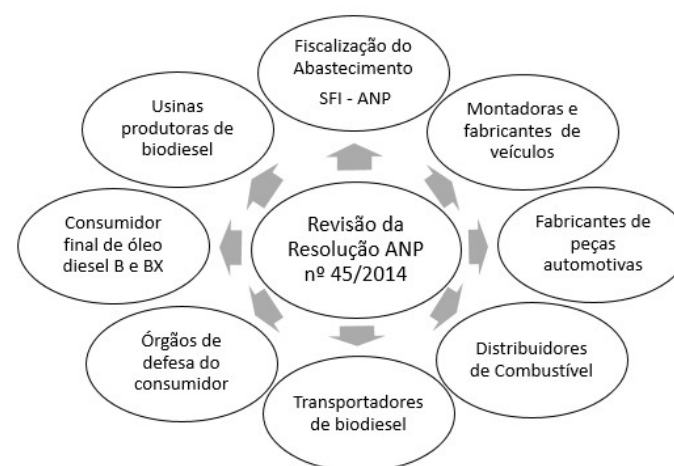 Fiscalização do
Abastecimento
SFI - ANP
Usinas
produtoras de
biodiesel
Montadoras e
fabricantes de
veículos
Consumidor
final de óleo
diesel B e BX
Revisão da
Resolução ANP
nº 45/2014
Fabricantes de
peças
automotivas
Órgãos de
defesa do
consumidor
Distribuidores
de Combustível
Transportadores
de biodiesel